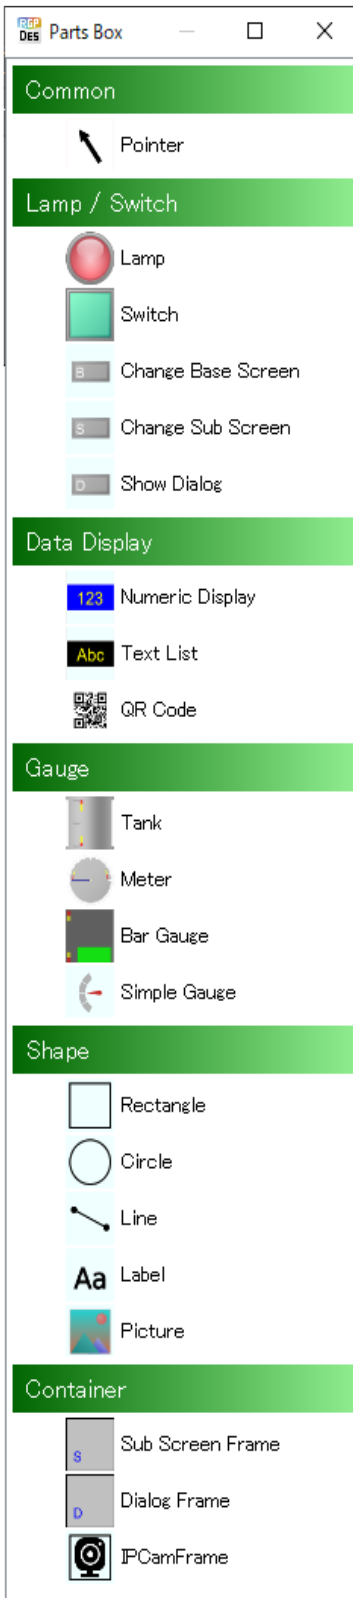 RGP
DES Parts Box
Common
Pointer
Lamp / Switch
Lamp
Switch
B Change Base Screen
S Change Sub Screen
D Show Dialog
Data Display
123 Numeric Display
Abc Text List
QR Code
Gauge
Tank
Meter
Bar Gauge
Simple Gauge
Shape
Rectangle
Circle
Line
Aa Label
Picture
Container
S Sub Screen Frame
D Dialog Frame
IPCamFrame